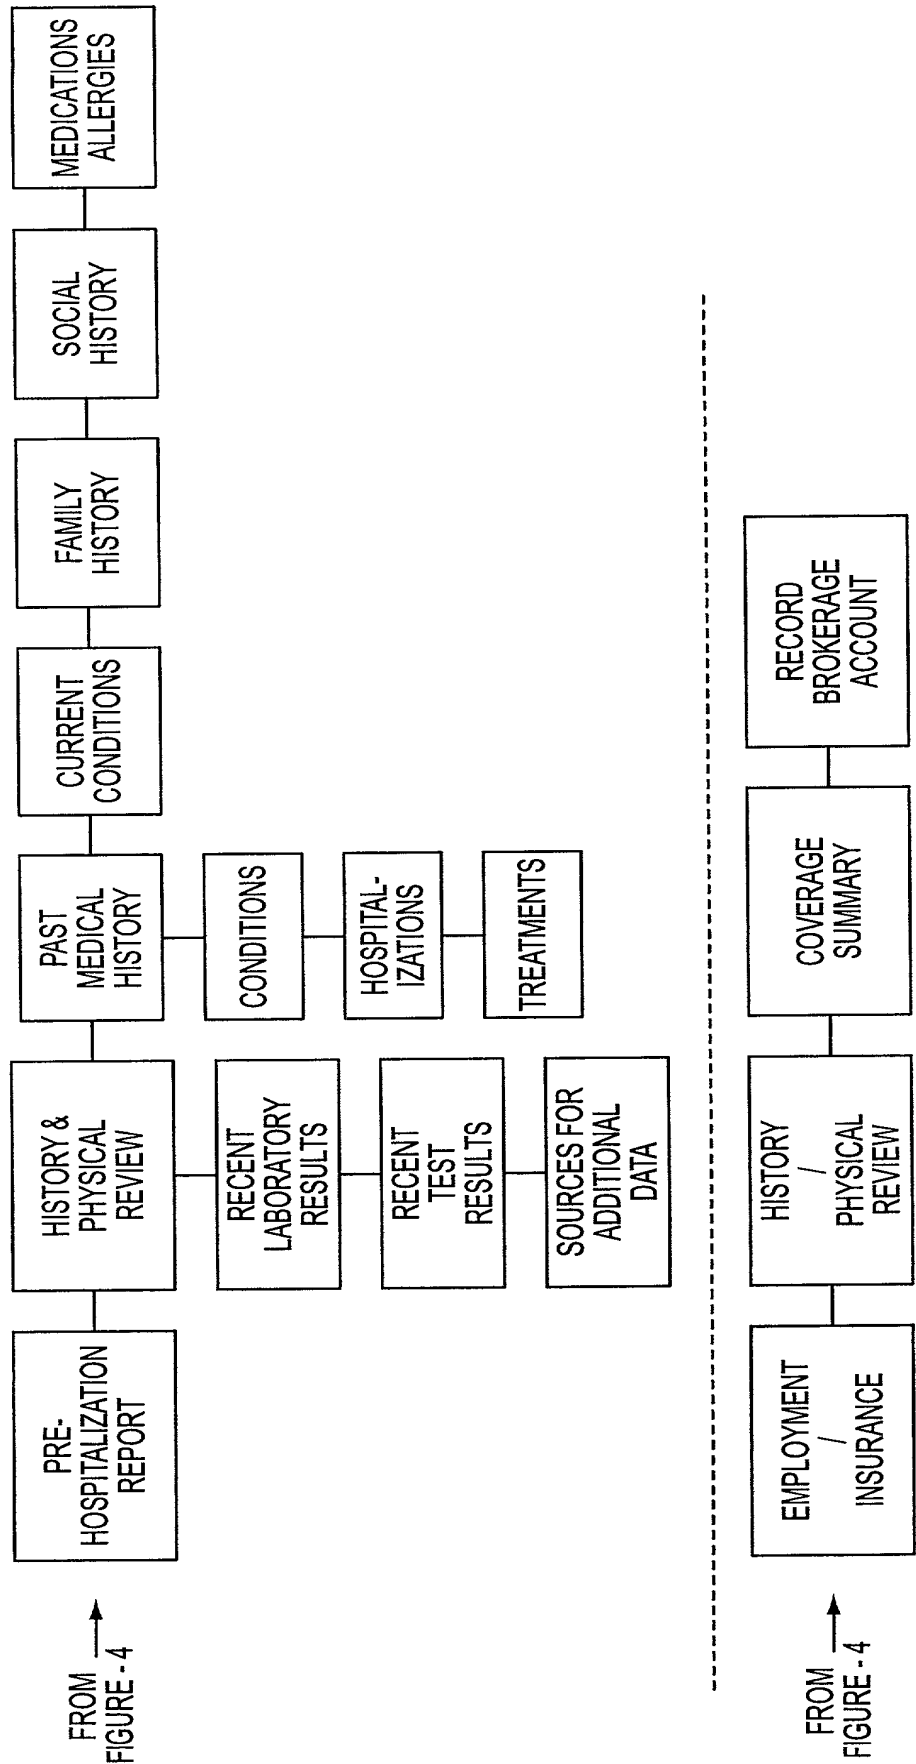 FROM
FIGURE - 4
PRE-
HOSPITALIZATION
REPORT
HISTORY &
PHYSICAL
REVIEW
RECENT
LABORATORY
RESULTS
RECENT
TEST
RESULTS
SOURCES FOR
ADDITIONAL
DATA
PAST
MEDICAL
HISTORY
CONDITIONS
HOSPITAL-
IZATIONS
TREATMENTS
CURRENT
CONDITIONS
FAMILY
HISTORY
SOCIAL
HISTORY
MEDICATIONS
ALLERGIES
FROM
FIGURE - 4
EMPLOYMENT
/
INSURANCE
HISTORY
/
PHYSICAL
REVIEW
COVERAGE
SUMMARY
RECORD
BROKERAGE
ACCOUNT